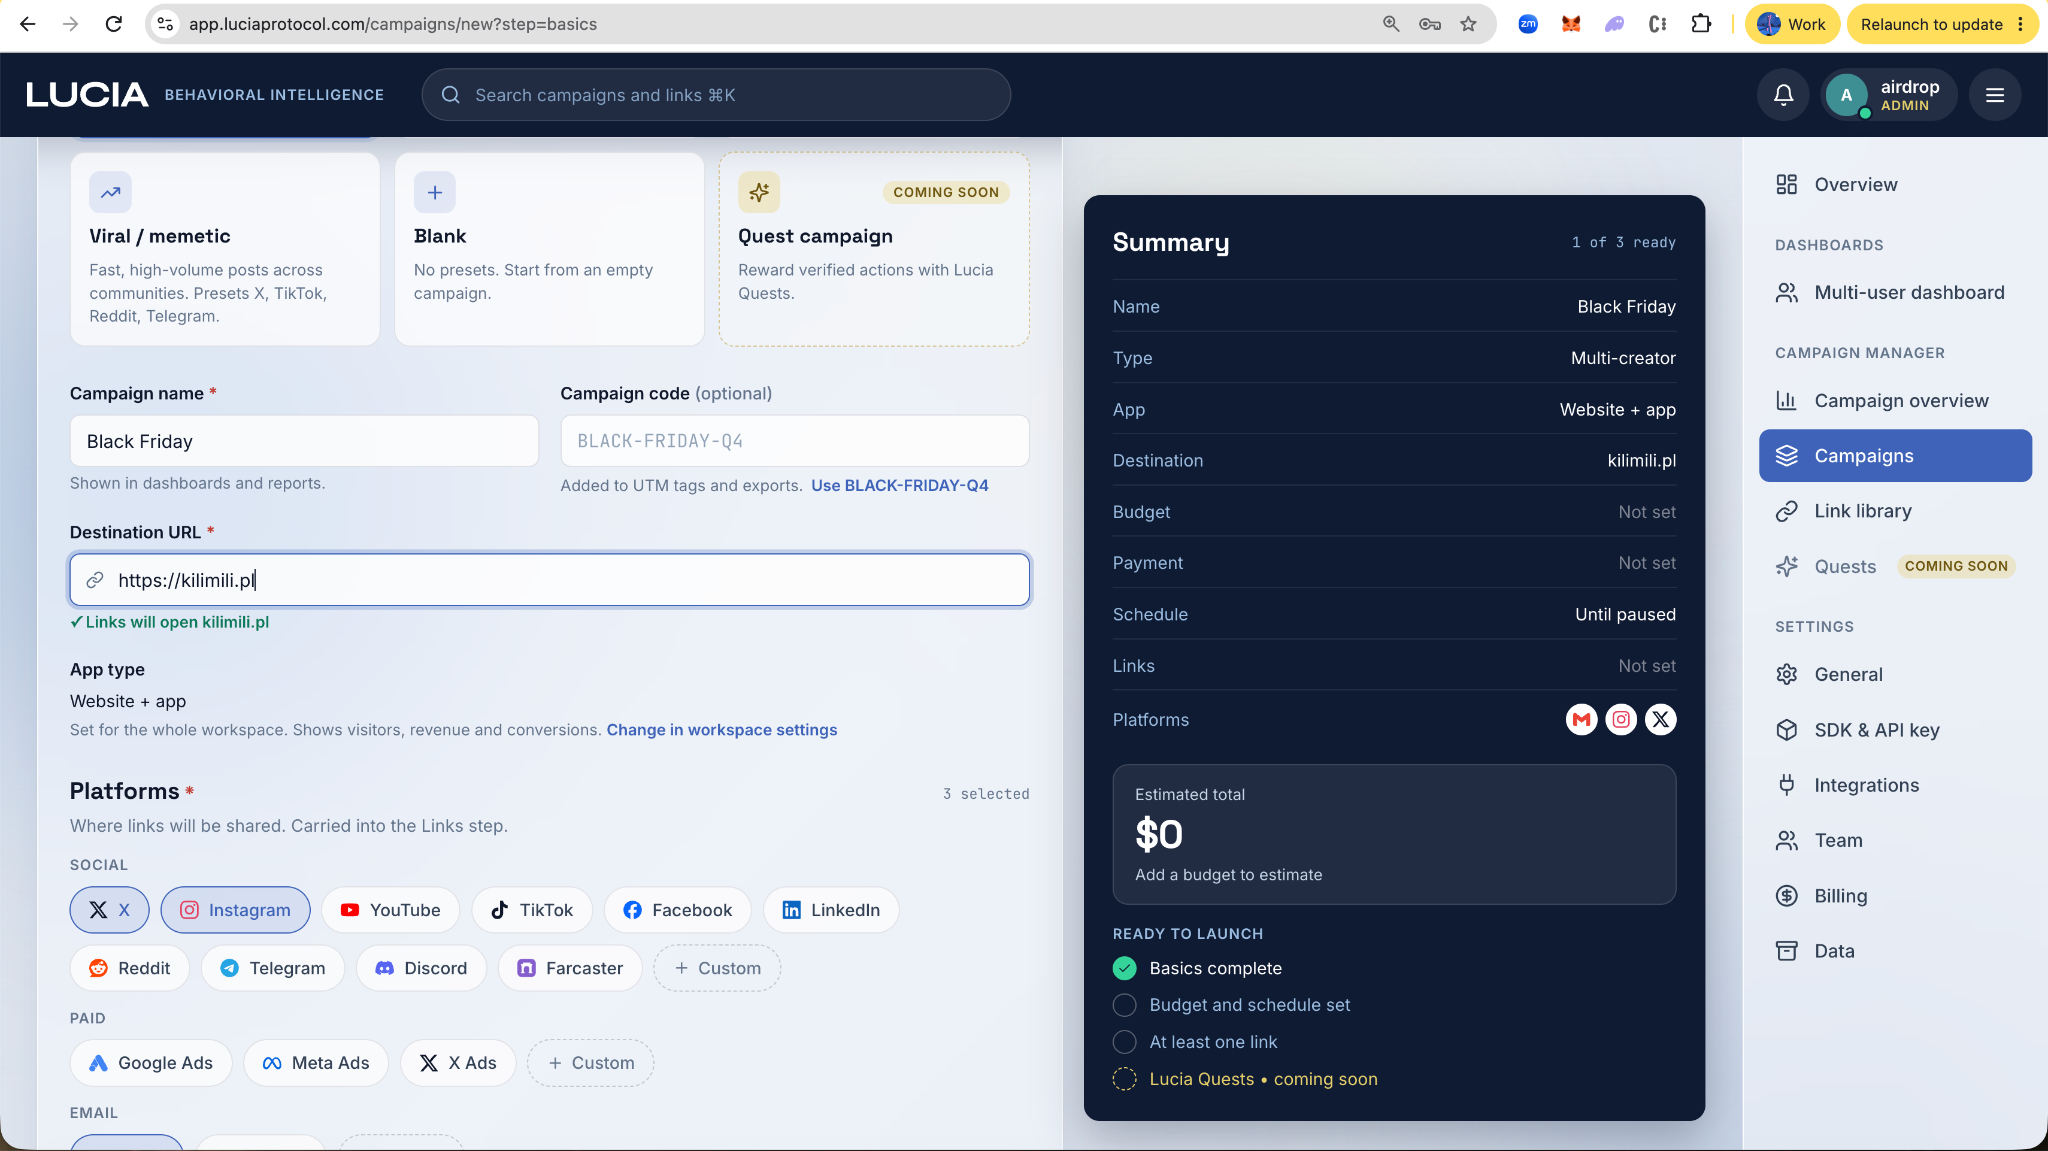 app.luciaprotocol.com/campaigns/new?step=basics
zm
Work
Relaunch to update
LUCIA
BEHAVIORAL INTELLIGENCE
Search campaigns and links ⌘K
A
airdrop
ADMIN
Viral / memetic
Fast, high-volume posts across
communities. Presets X, TikTok,
Reddit, Telegram.
Blank
No presets. Start from an empty
campaign.
COMING SOON
Quest campaign
Reward verified actions with Lucia
Quests.
Campaign name *
Black Friday
Shown in dashboards and reports.
Campaign code (optional)
BLACK-FRIDAY-Q4
Added to UTM tags and exports. Use BLACK-FRIDAY-Q4
Destination URL *
https://kilimili.pl
✓ Links will open kilimili.pl
App type
Website + app
Set for the whole workspace. Shows visitors, revenue and conversions. Change in workspace settings
Platforms *
3 selected
Where links will be shared. Carried into the Links step.
SOCIAL
X
Instagram
YouTube
TikTok
Facebook
LinkedIn
Reddit
Telegram
Discord
Farcaster
+ Custom
PAID
Google Ads
Meta Ads
X Ads
+ Custom
EMAIL
Summary
1 of 3 ready
Name
Black Friday
Type
Multi-creator
App
Website + app
Destination
kilimili.pl
Budget
Not set
Payment
Not set
Schedule
Until paused
Links
Not set
Platforms
Estimated total
$0
Add a budget to estimate
READY TO LAUNCH
Basics complete
Budget and schedule set
At least one link
Lucia Quests • coming soon
Overview
DASHBOARDS
Multi-user dashboard
CAMPAIGN MANAGER
Campaign overview
Campaigns
Link library
Quests
COMING SOON
SETTINGS
General
SDK & API key
Integrations
Team
Billing
Data